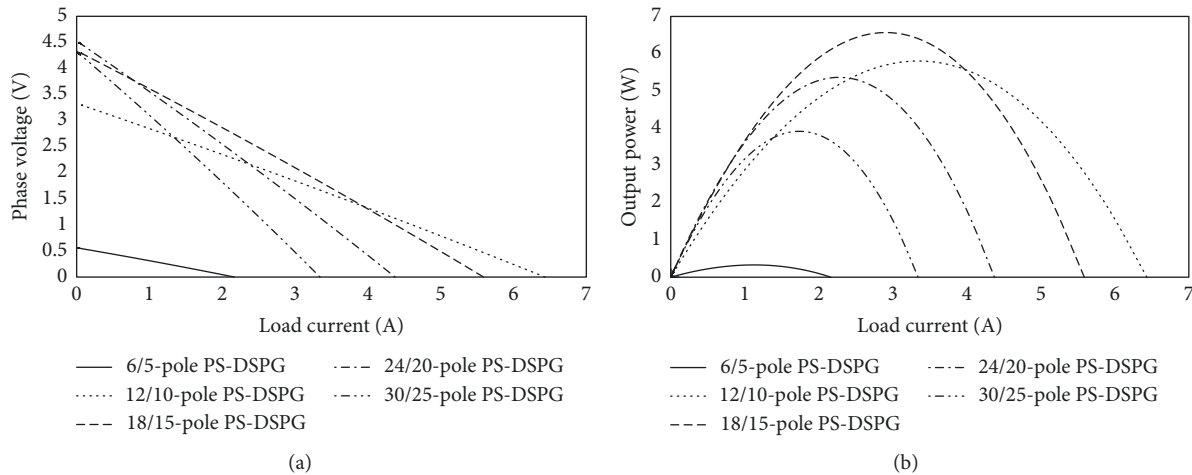 5
4.5
4
3.5
3
2.5
2
1.5
1
0.5
0
Phase voltage (V)
0 1 2 3 4 5 6 7
Load current (A)
6/5-pole PS-DSPG
12/10-pole PS-DSPG
18/15-pole PS-DSPG
24/20-pole PS-DSPG
30/25-pole PS-DSPG
(a)
7
6
5
4
3
2
1
0
Output power (W)
0 1 2 3 4 5 6 7
Load current (A)
6/5-pole PS-DSPG
12/10-pole PS-DSPG
18/15-pole PS-DSPG
24/20-pole PS-DSPG
30/25-pole PS-DSPG
(b)